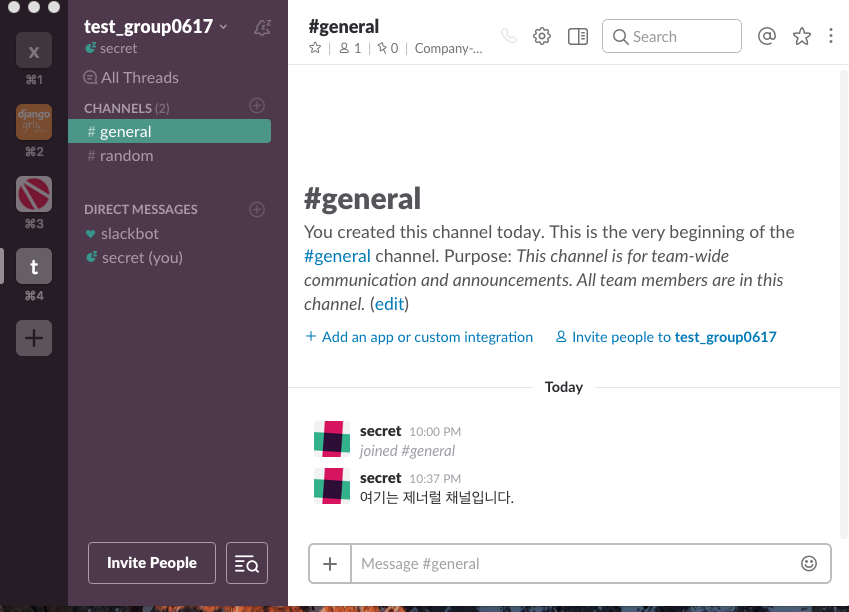 X
⌘1
django
girls
⌘2
⌘3
t
⌘4
test_group0617
secret
All Threads
CHANNELS (2)
# general
# random
DIRECT MESSAGES
slackbot
secret (you)
Invite People
#general
1 | 0 | Company-...
Search
#general
You created this channel today. This is the very beginning of the
#general channel. Purpose: This channel is for team-wide
communication and announcements. All team members are in this
channel. (edit)
+ Add an app or custom integration Invite people to test_group0617
Today
secret 10:00 PM
joined #general
secret 10:37 PM
여기는 제너럴 채널입니다.
+ Message #general